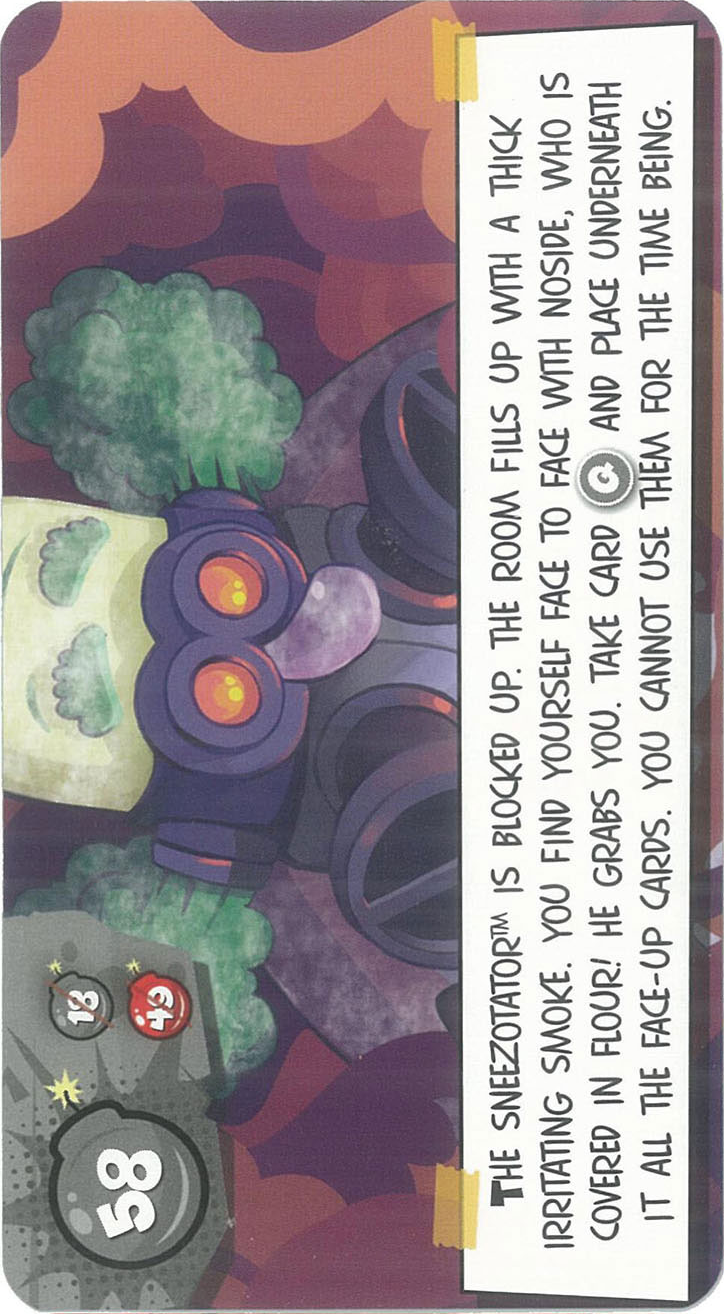 58
18
49
THE SNEEZOTATOR™ IS BLOCKED UP. THE ROOM FILLS UP WITH A THICK
IRRITATING SMOKE. YOU FIND YOURSELF FACE TO FACE WITH NOSIDE, WHO IS
COVERED IN FLOUR! HE GRABS YOU. TAKE CARD G AND PLACE UNDERNEATH
IT ALL THE FACE-UP CARDS. YOU CANNOT USE THEM FOR THE TIME BEING.